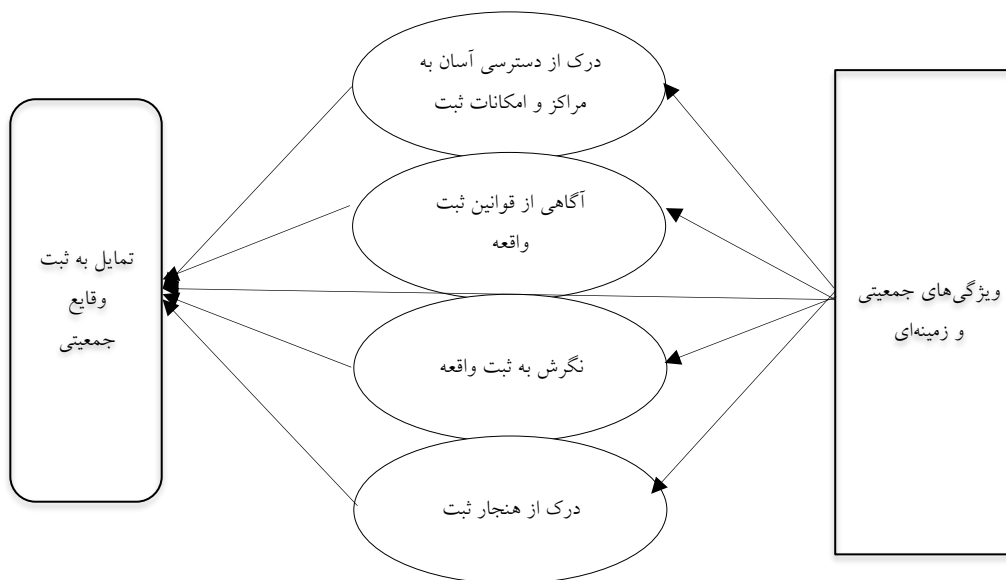 درک از دسترسی آسان به
مراکز و امکانات ثبت
آگاهی از قوانین ثبت
واقعه
ویژگی‌های جمعیتی
و زمینه‌ای
تمایل به ثبت
وقایع
جمعیتی
نگرش به ثبت واقعه
درک از هنجار ثبت